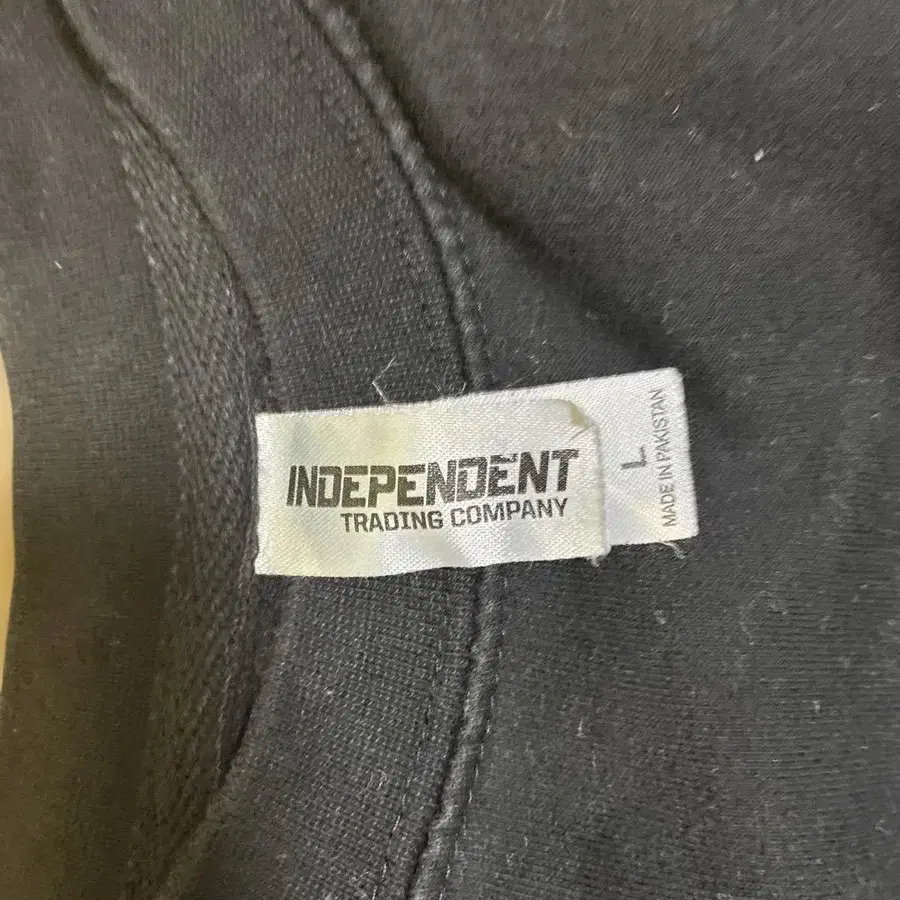 INDEPENDENT
TRADING COMPANY
L
MADE IN PAKISTAN